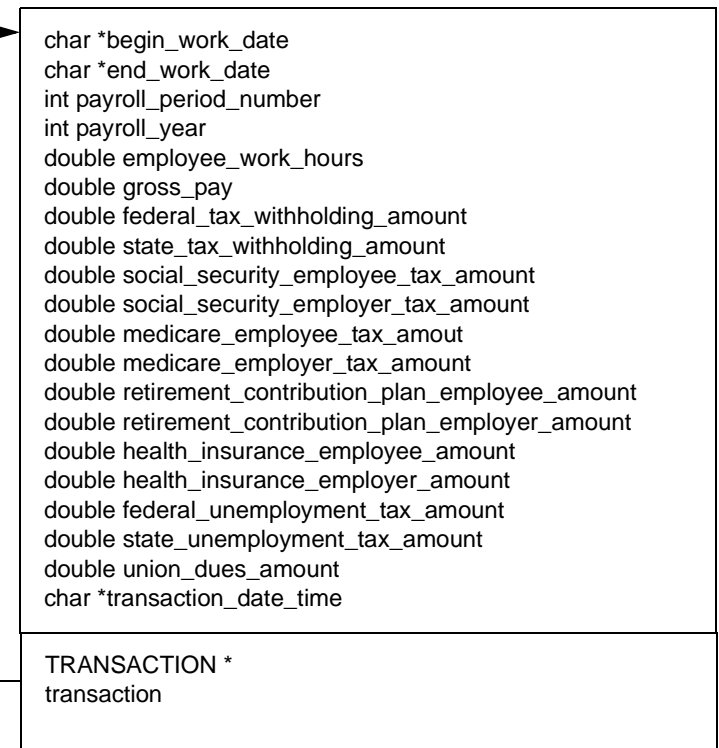 char *begin_work_date
char *end_work_date
int payroll_period_number
int payroll_year
double employee_work_hours
double gross_pay
double federal_tax_withholding_amount
double state_tax_withholding_amount
double social_security_employee_tax_amount
double social_security_employer_tax_amount
double medicare_employee_tax_amout
double medicare_employer_tax_amount
double retirement_contribution_plan_employee_amount
double retirement_contribution_plan_employer_amount
double health_insurance_employee_amount
double health_insurance_employer_amount
double federal_unemployment_tax_amount
double state_unemployment_tax_amount
double union_dues_amount
char *transaction_date_time
TRANSACTION *
transaction